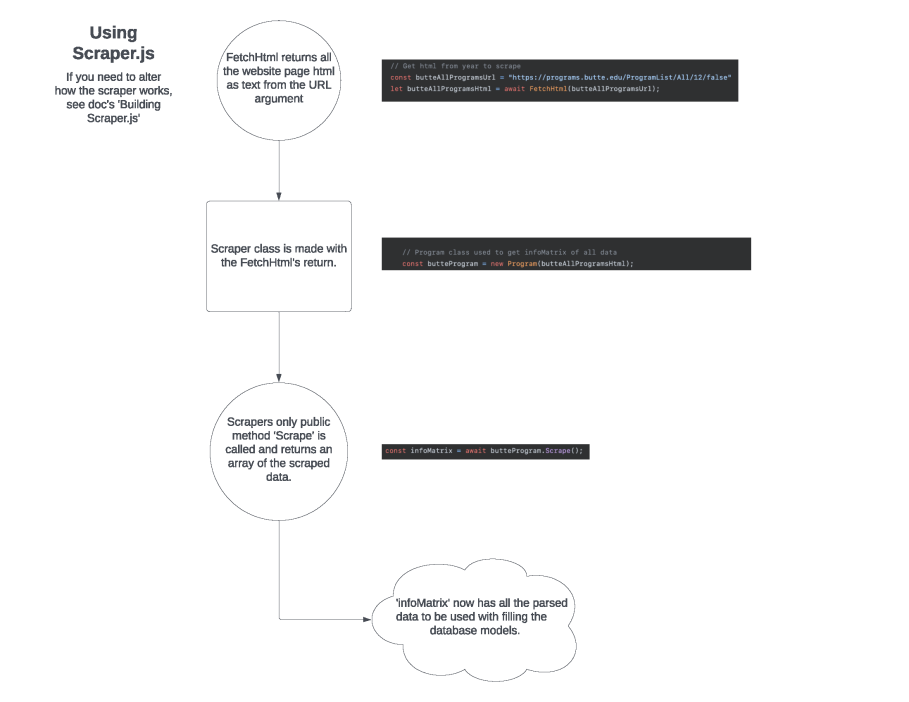 Using
Scraper.js
If you need to alter
how the scraper works,
see doc's 'Building
Scraper.js'
FetchHtml returns all
the website page html
as text from the URL
argument
// Get html from year to scrape
const butteAllProgramsUrl = "https://programs.butte.edu/ProgramList/All/12/false"
let butteAllProgramsHtml = await FetchHtml(butteAllProgramsUrl);
Scraper class is made with
the FetchHtml's return.
// Program class used to get infoMatrix of all data
const butteProgram = new Program(butteAllProgramsHtml);
Scrapers only public
method 'Scrape' is
called and returns an
array of the scraped
data.
const infoMatrix = await butteProgram.Scrape();
'infoMatrix' now has all the parsed
data to be used with filling the
database models.